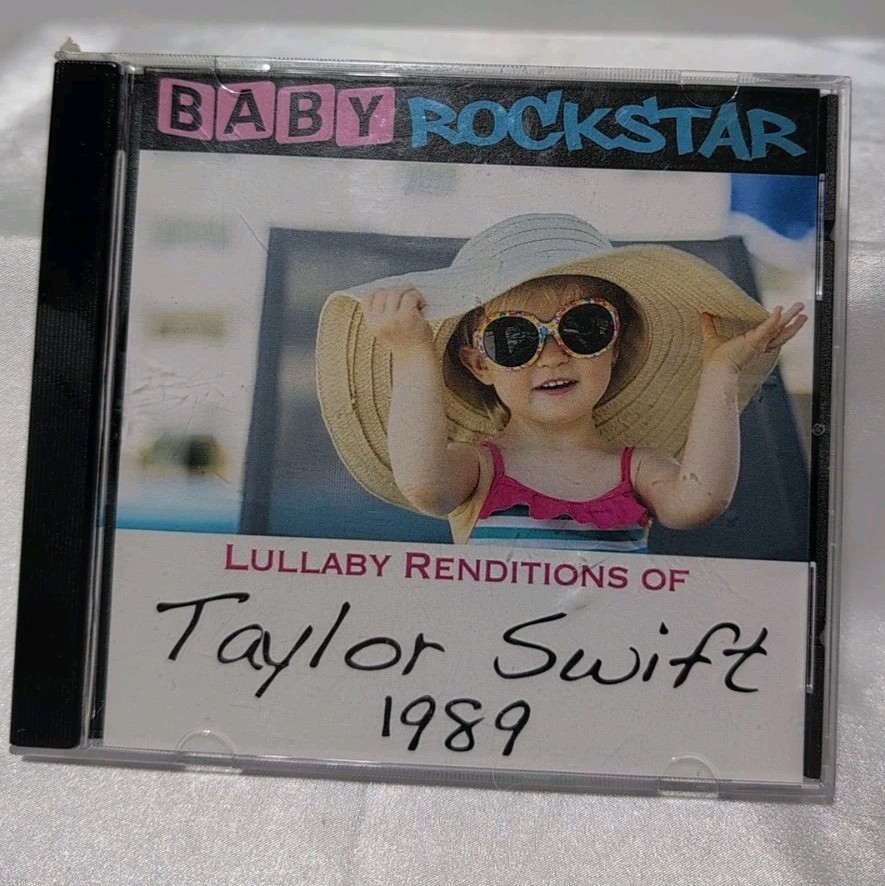 BABY ROCKSTAR
LULLABY RENDITIONS OF
Taylor Swift
1989